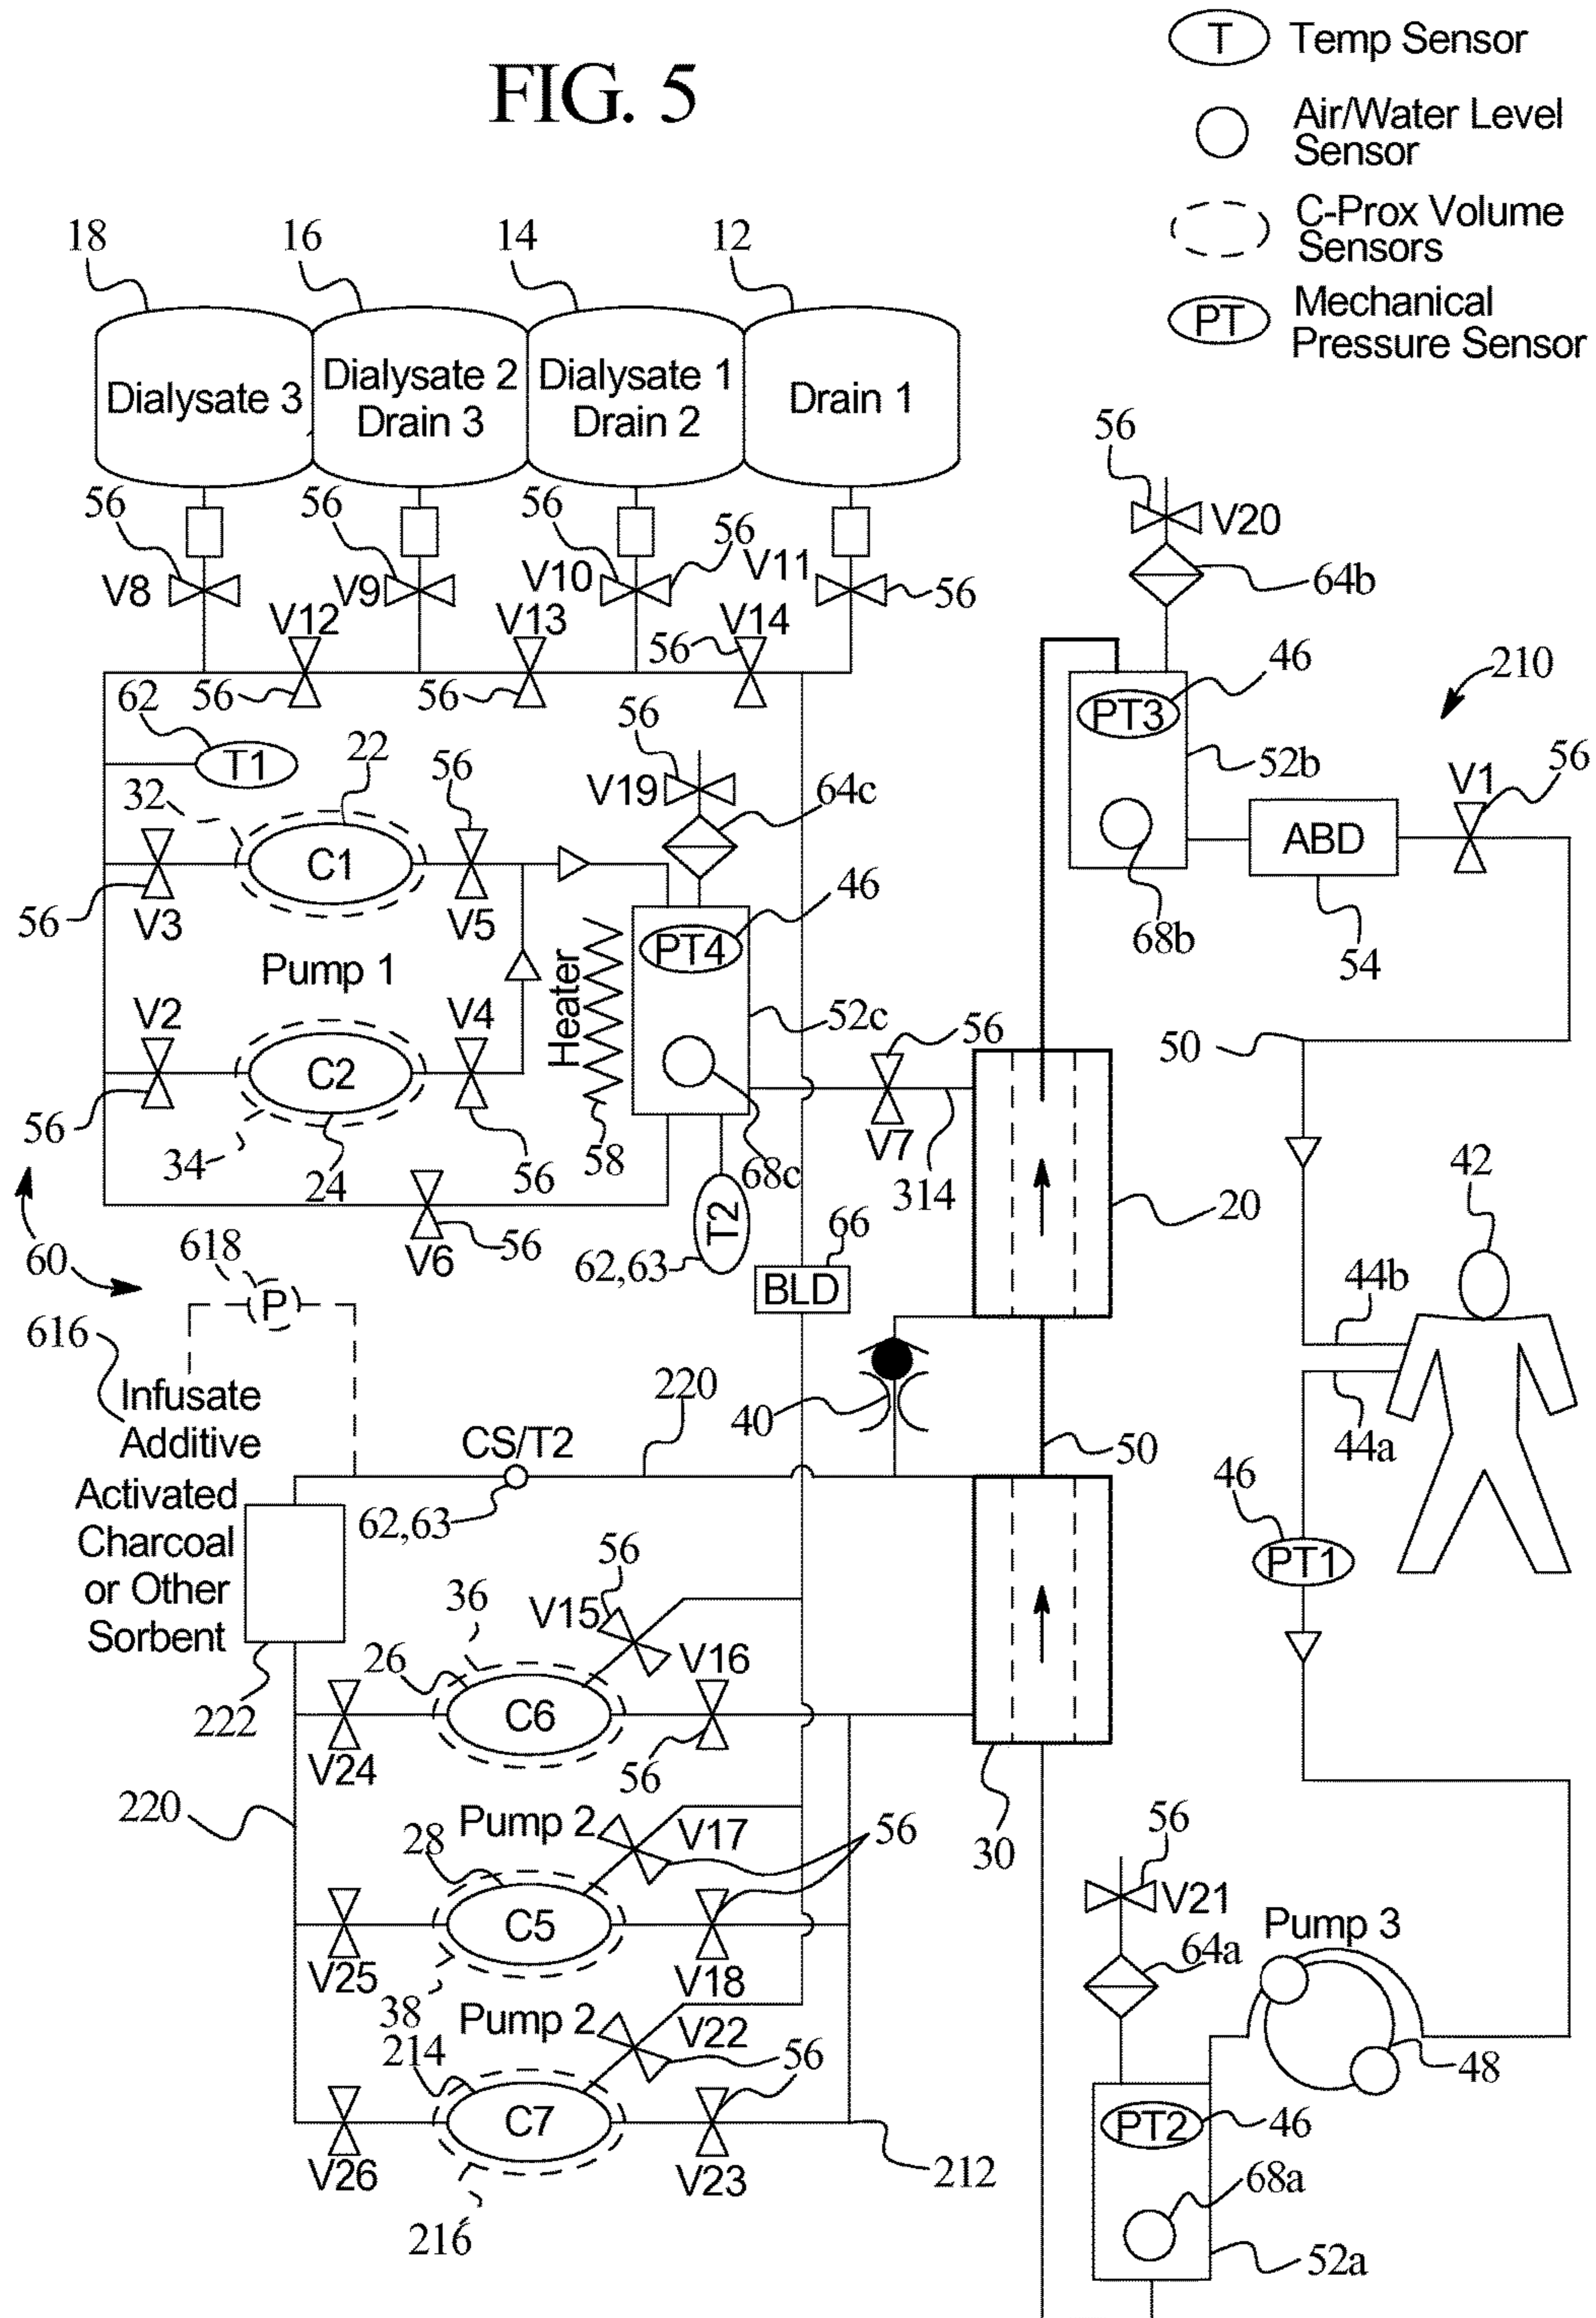 FIG. 5
T Temp Sensor
Air/Water Level
Sensor
C-Prox Volume
Sensors
PT Mechanical
Pressure Sensor
18 16 14 12
Dialysate 3
Dialysate 2
Drain 3
Dialysate 1
Drain 2
Drain 1
56 56 56 56
V8 V9 V10 V11 56
V12 V13 V14
56 56 56
56
V20
64b
46
210
PT3
52b
V1 56
ABD
68b
54
62
T1
22
32
56
56
V19
64c
C1
56
V3 V5
46
PT4
Pump 1
Heater
V2 V4
52c
56
50
C2
56
34
24
56
58
68c
V7
314
20
42
V6
56
T2
62,63
66
BLD
60
618
P
616
Infusate
Additive
44b
44a
220
40
50
CS/T2
62,63
46
PT1
Activated
Charcoal
or Other
Sorbent
222
56
36
V15
V16
26
C6
V24
56
220
30
Pump 2
28
V17
56
C5
V25
38
V18
56
V21
64a
Pump 3
48
Pump 2
214
V22
56
C7
V26
V23
216
212
PT2
46
68a
52a